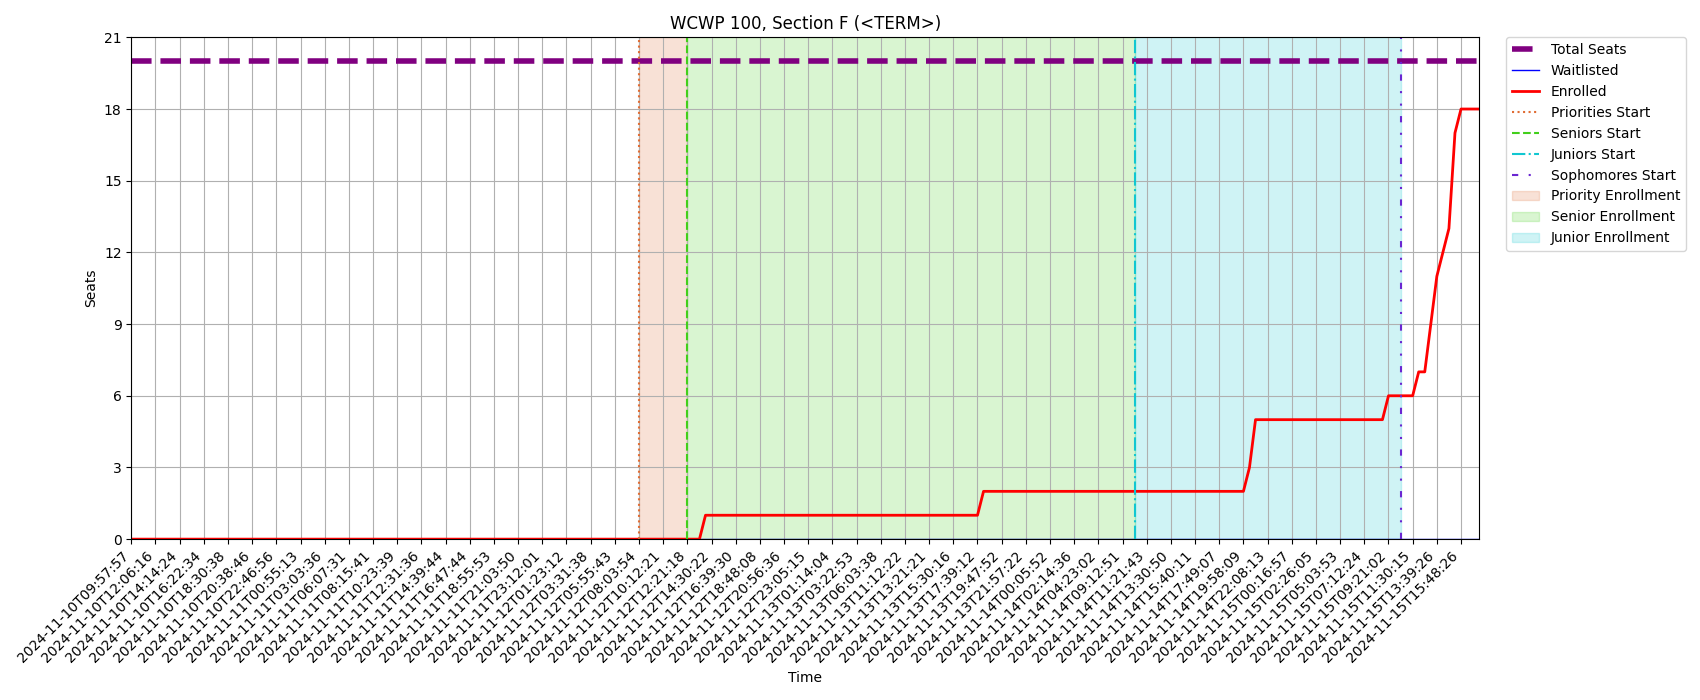 WCWP 100, Section F (<TERM>)
21
18
15
12
9
6
3
0
Seats
2024-11-10T09:57:57
2024-11-10T12:06:16
2024-11-10T14:14:24
2024-11-10T16:22:34
2024-11-10T18:30:38
2024-11-10T20:38:46
2024-11-10T22:46:56
2024-11-11T00:55:13
2024-11-11T03:03:36
2024-11-11T06:07:31
2024-11-11T08:15:41
2024-11-11T10:23:39
2024-11-11T12:31:36
2024-11-11T14:39:44
2024-11-11T16:47:44
2024-11-11T18:55:53
2024-11-11T21:03:50
2024-11-11T23:12:01
2024-11-12T01:23:12
2024-11-12T03:31:38
2024-11-12T05:55:43
2024-11-12T08:03:54
2024-11-12T10:12:21
2024-11-12T12:21:18
2024-11-12T14:30:22
2024-11-12T16:39:30
2024-11-12T18:48:08
2024-11-12T20:56:36
2024-11-12T23:05:15
2024-11-13T01:14:04
2024-11-13T03:22:53
2024-11-13T06:03:38
2024-11-13T11:12:22
2024-11-13T13:21:21
2024-11-13T15:30:16
2024-11-13T17:39:12
2024-11-13T19:47:52
2024-11-13T21:57:22
2024-11-14T00:05:52
2024-11-14T02:14:36
2024-11-14T04:23:02
2024-11-14T09:12:51
2024-11-14T11:21:43
2024-11-14T13:30:50
2024-11-14T15:40:11
2024-11-14T17:49:07
2024-11-14T19:58:09
2024-11-14T22:08:13
2024-11-15T00:16:57
2024-11-15T02:26:05
2024-11-15T05:03:53
2024-11-15T07:12:24
2024-11-15T09:21:02
2024-11-15T11:30:15
2024-11-15T13:39:26
2024-11-15T15:48:26
Time
Total Seats
Waitlisted
Enrolled
Priorities Start
Seniors Start
Juniors Start
Sophomores Start
Priority Enrollment
Senior Enrollment
Junior Enrollment